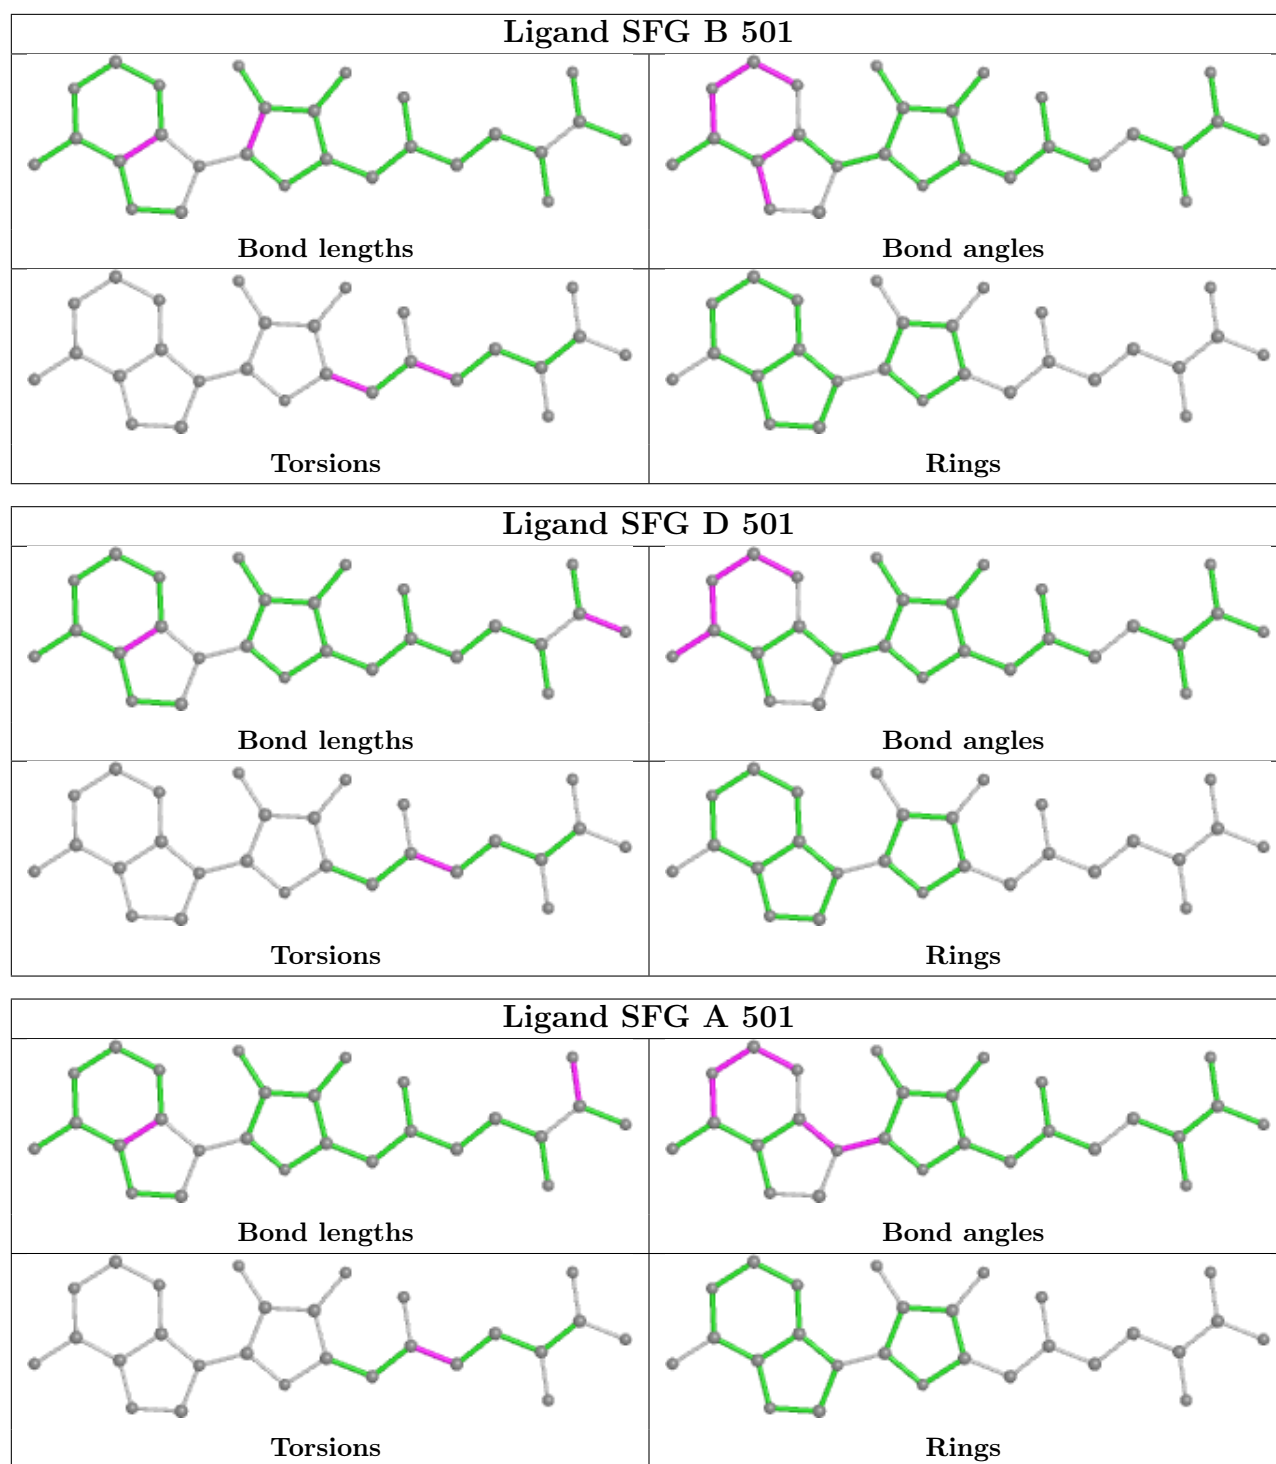 Ligand SFG B 501
Bond lengths
Bond angles
Torsions
Rings
Ligand SFG D 501
Bond lengths
Bond angles
Torsions
Rings
Ligand SFG A 501
Bond lengths
Bond angles
Torsions
Rings